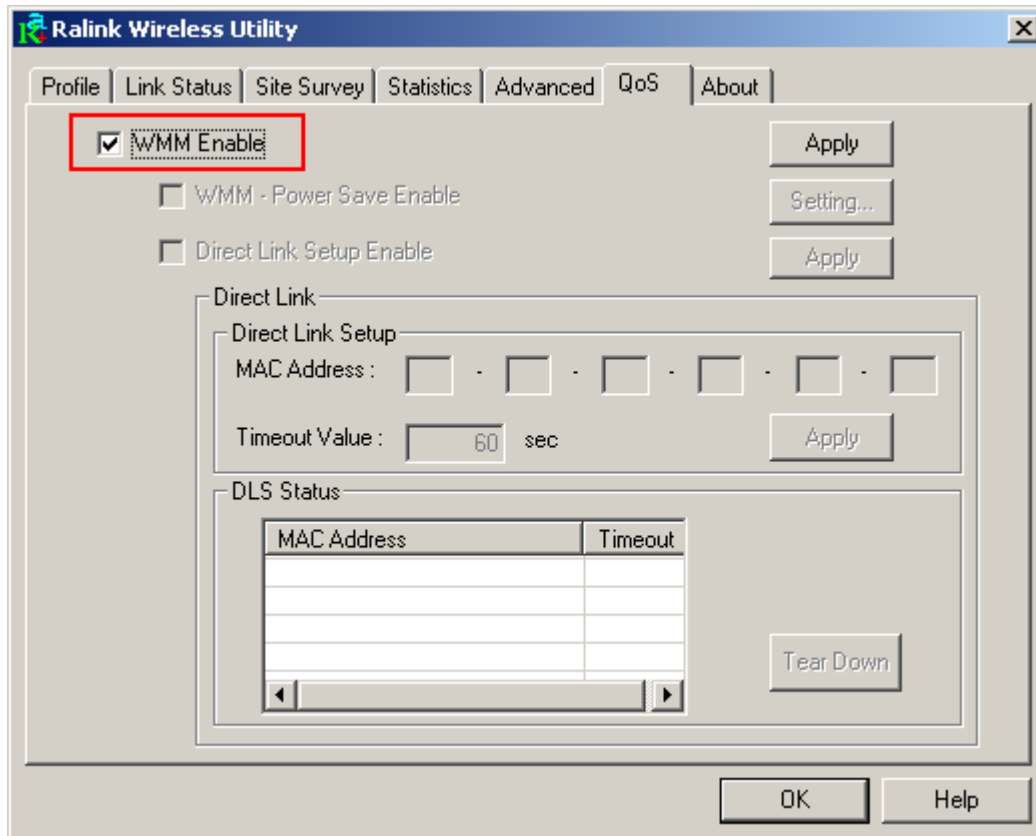 Ralink Wireless Utility
Profile Link Status Site Survey Statistics Advanced QoS About
WMM Enable Apply
WMM - Power Save Enable Setting...
Direct Link Setup Enable Apply
Direct Link
Direct Link Setup
MAC Address : - - - - -
Timeout Value : 60 sec Apply
DLS Status
MAC Address Timeout
Tear Down
OK Help